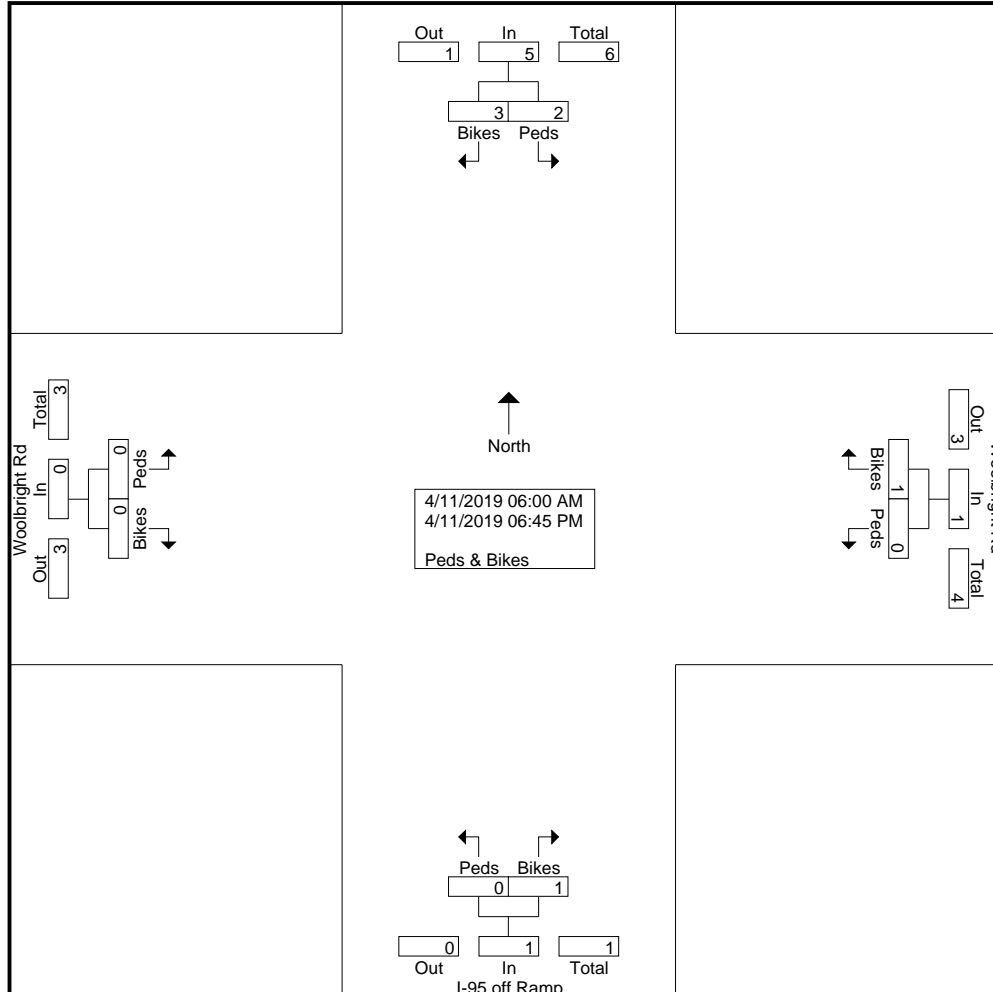 Out In Total
1 5 6
3 2
Bikes Peds
Woolbright Rd
Total In Out
3 0 3
0 0
Peds Bikes
North
4/11/2019 06:00 AM
4/11/2019 06:45 PM
Peds & Bikes
Out In Total
3 1 4
1 0
Bikes Peds
Peds Bikes
0 1
0 1 1
Out In Total
I-95 off Ramp